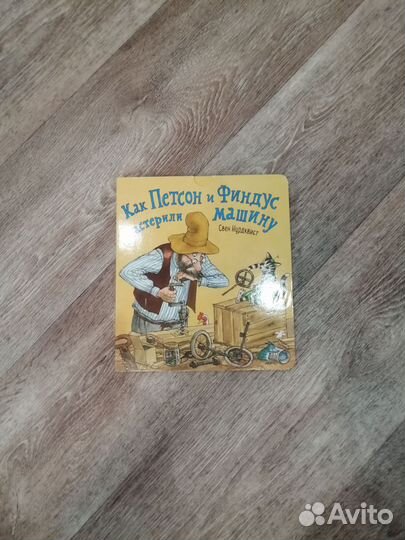 Как Петсон и Финдус
мастерили машину
Свен Нурдквист
Avito